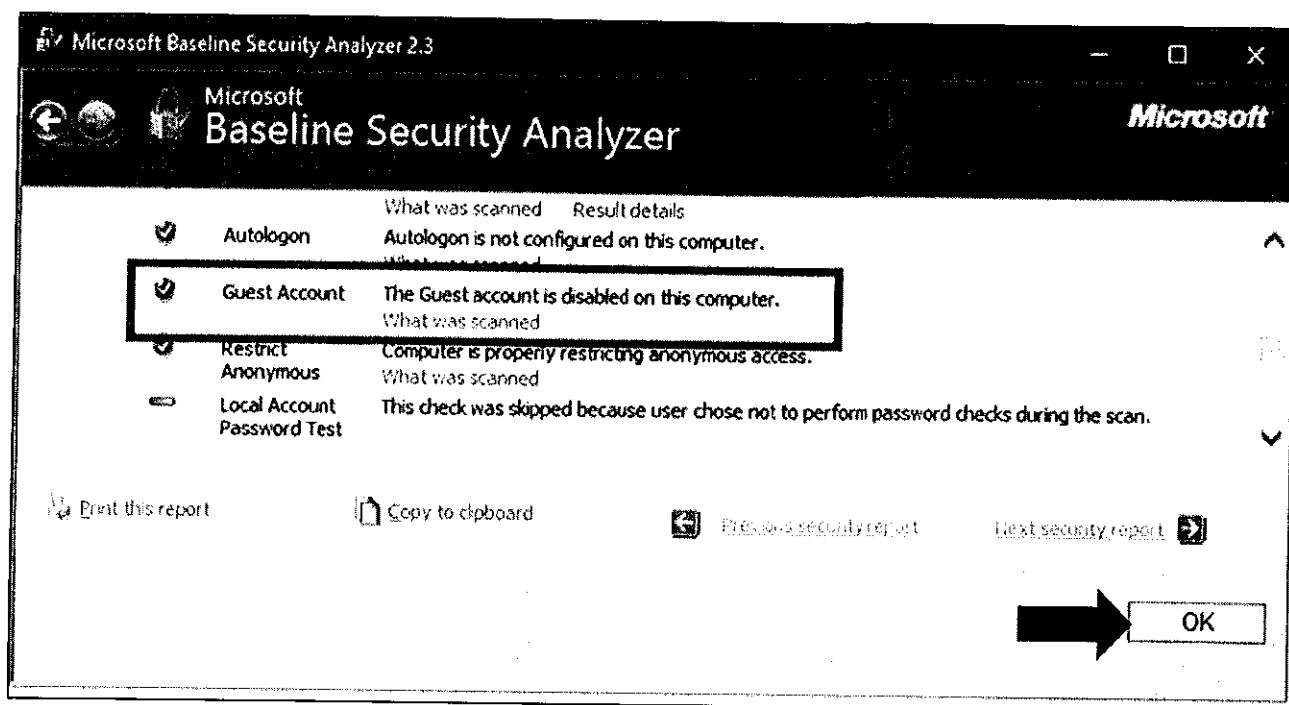 Microsoft Baseline Security Analyzer 2.3
Microsoft
Baseline Security Analyzer
Microsoft
What was scanned Result details
Autologon Autologon is not configured on this computer.
What was scanned
Guest Account The Guest account is disabled on this computer.
What was scanned
Restrict Anonymous Computer is properly restricting anonymous access.
What was scanned
Local Account Password Test This check was skipped because user chose not to perform password checks during the scan.
Print this report Copy to clipboard Previous security report Next security report
OK